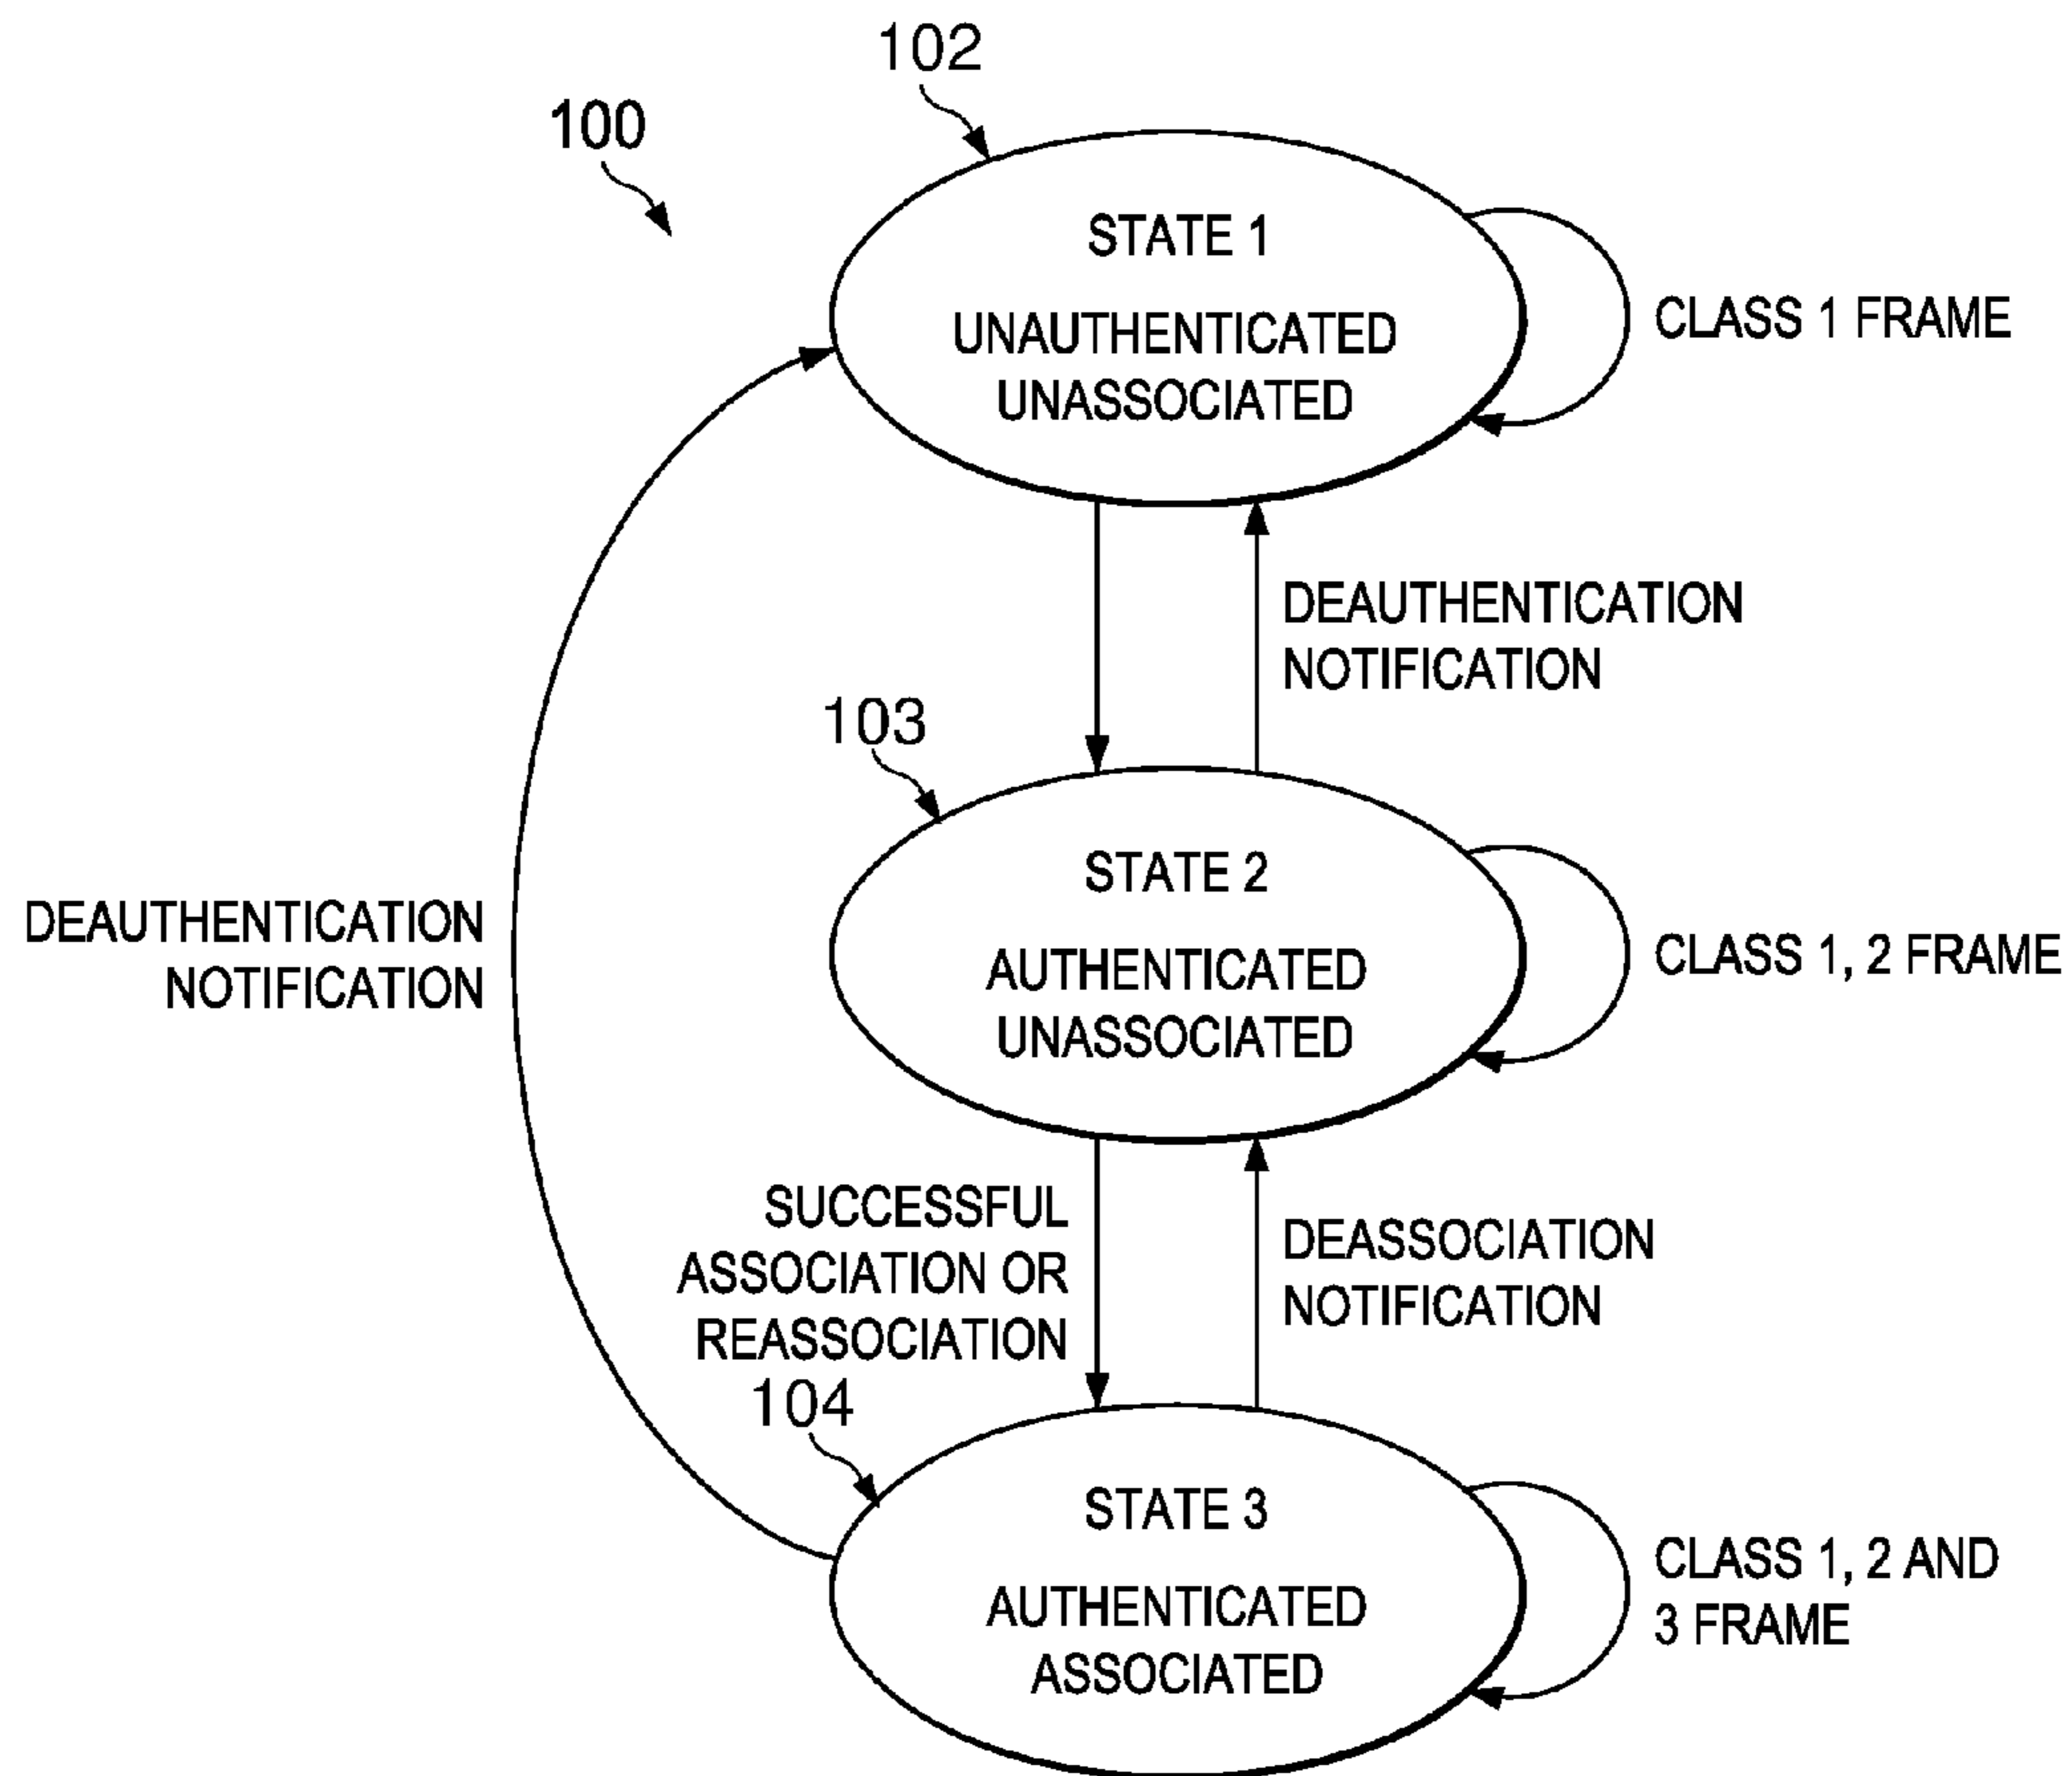 102
100
STATE 1
UNAUTHENTICATED
UNASSOCIATED
CLASS 1 FRAME
DEAUTHENTICATION
NOTIFICATION
103
STATE 2
AUTHENTICATED
UNASSOCIATED
CLASS 1, 2 FRAME
DEAUTHENTICATION
NOTIFICATION
SUCCESSFUL
ASSOCIATION OR
REASSOCIATION
DEASSOCIATION
NOTIFICATION
104
STATE 3
AUTHENTICATED
ASSOCIATED
CLASS 1, 2 AND
3 FRAME